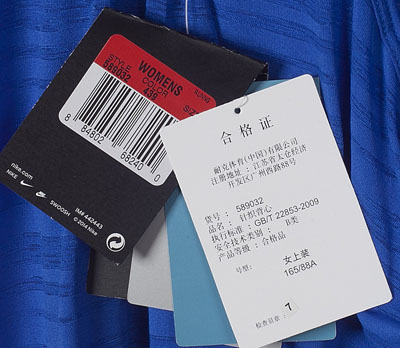 WOMENS
STYLE COLOR SIZE
589032 439
8 84802 68240 0
nike.com
NIKE SWOOSH
IM# 442443
© 2014 Nike
合格证
耐克体育(中国)有限公司
注册地址：江苏省太仓经济
开发区广州西路88号
货号： 589032
品名： 针织背心
执行标准：GB/T 22853-2009
安全技术类别： B类
产品等级：合格品
号型： 女上装
165/88A
检查员章： 7